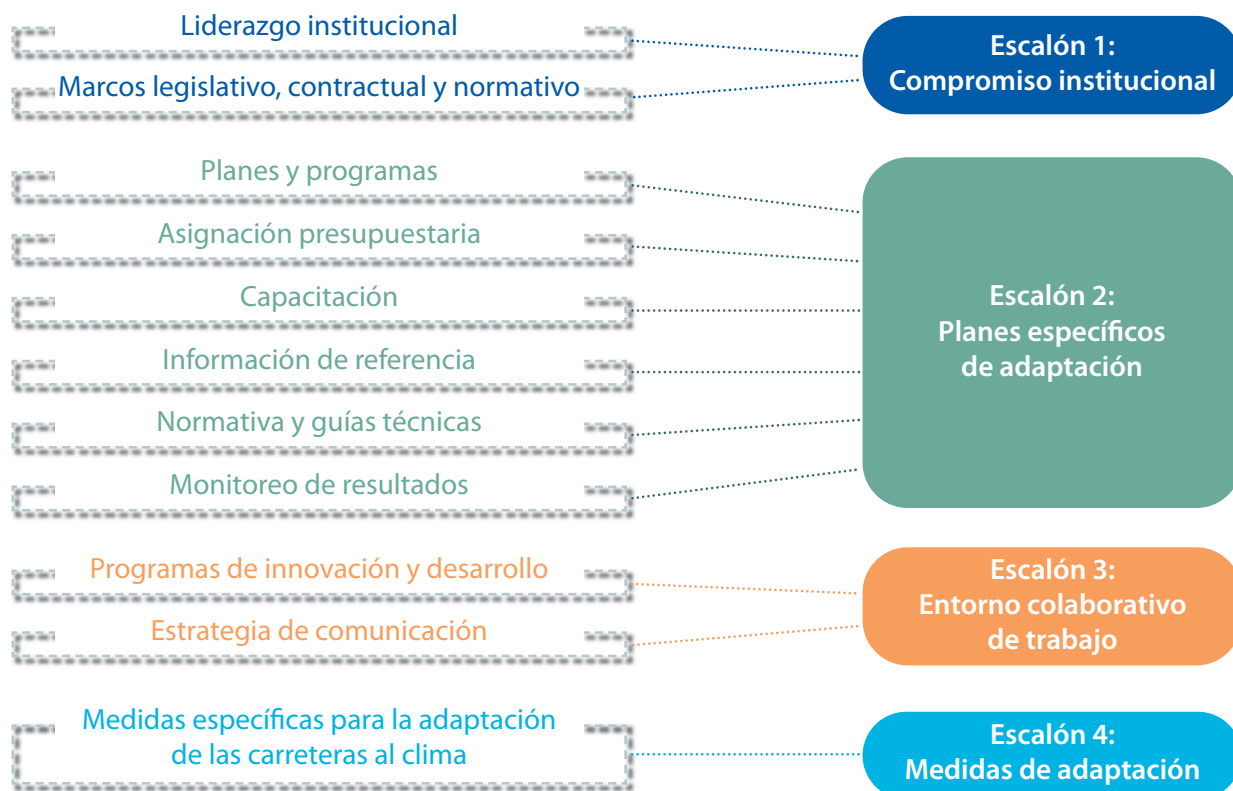 Liderazgo institucional
Marcos legislativo, contractual y normativo
Escalón 1:
Compromiso institucional
Planes y programas
Asignación presupuestaria
Capacitación
Información de referencia
Normativa y guías técnicas
Monitoreo de resultados
Escalón 2:
Planes específicos
de adaptación
Programas de innovación y desarrollo
Estrategia de comunicación
Escalón 3:
Entorno colaborativo
de trabajo
Medidas específicas para la adaptación
de las carreteras al clima
Escalón 4:
Medidas de adaptación